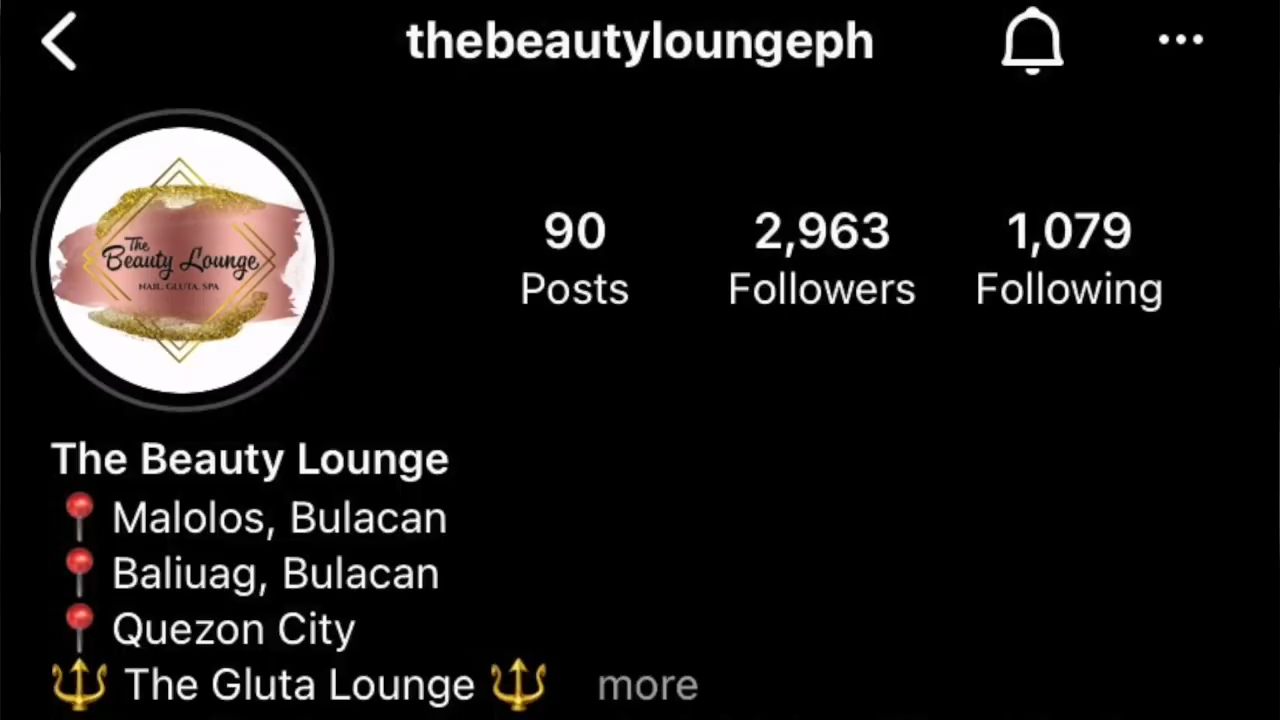 thebeautyloungeph
The
Beauty Lounge
NAIL, GLUTA, SPA
90 2,963 1,079
Posts Followers Following
The Beauty Lounge
📍 Malolos, Bulacan
📍 Baliuag, Bulacan
📍 Quezon City
🔱 The Gluta Lounge 🔱 more